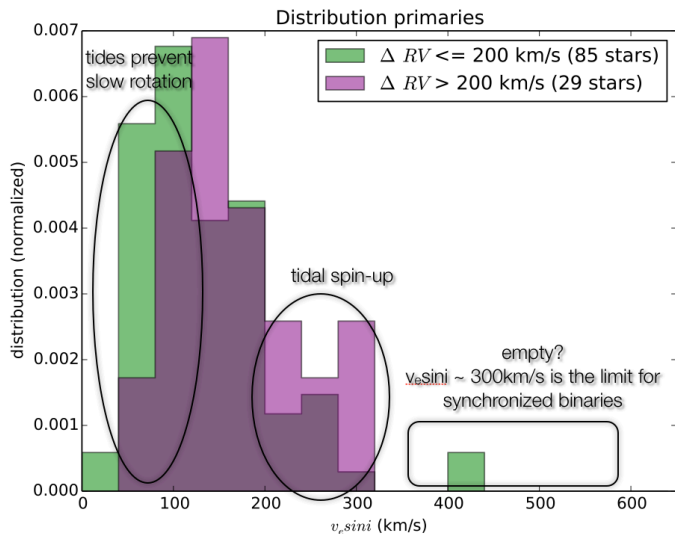 Distribution primaries
tides prevent
slow rotation
Δ RV <= 200 km/s (85 stars)
Δ RV > 200 km/s (29 stars)
tidal spin-up
empty?
vₑsini ~ 300km/s is the limit for
synchronized binaries
distribution (normalized)
0.007
0.006
0.005
0.004
0.003
0.002
0.001
0.000
0 100 200 300 400 500 600
vₑsini (km/s)